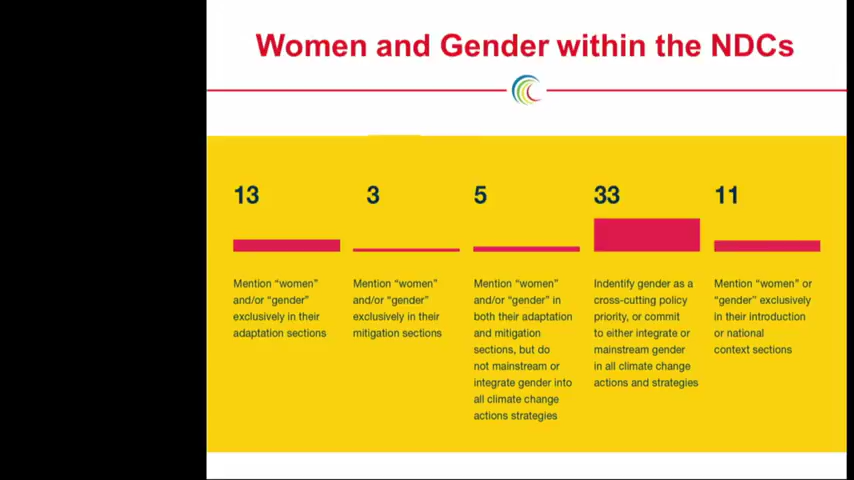 Women and Gender within the NDCs
13
Mention “women”
and/or “gender”
exclusively in their
adaptation sections
3
Mention “women”
and/or “gender”
exclusively in their
mitigation sections
5
Mention “women”
and/or “gender” in
both their adaptation
and mitigation
sections, but do
not mainstream or
integrate gender into
all climate change
actions strategies
33
Indentify gender as a
cross-cutting policy
priority, or commit
to either integrate or
mainstream gender
in all climate change
actions and strategies
11
Mention “women” or
“gender” exclusively
in their introduction
or national
context sections